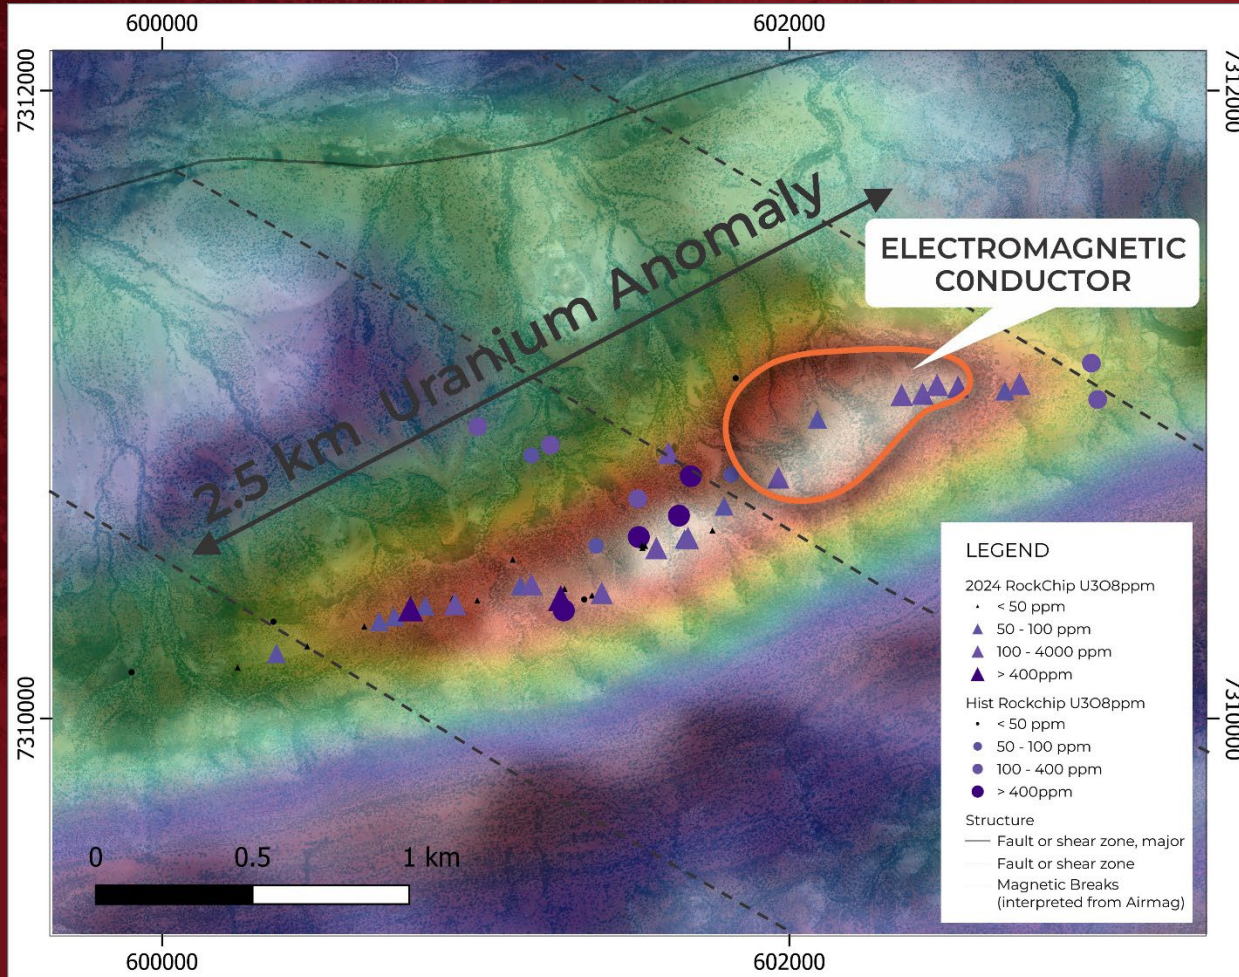 600000
602000
7312000
7312000
2.5 km Uranium Anomaly
ELECTROMAGNETIC
C0NDUCTOR
LEGEND
2024 RockChip U3O8ppm
< 50 ppm
50 - 100 ppm
100 - 4000 ppm
> 400ppm
Hist Rockchip U3O8ppm
< 50 ppm
50 - 100 ppm
100 - 400 ppm
> 400ppm
Structure
Fault or shear zone, major
Fault or shear zone
Magnetic Breaks
(interpreted from Airmag)
7310000
7310000
0 0.5 1 km
600000
602000